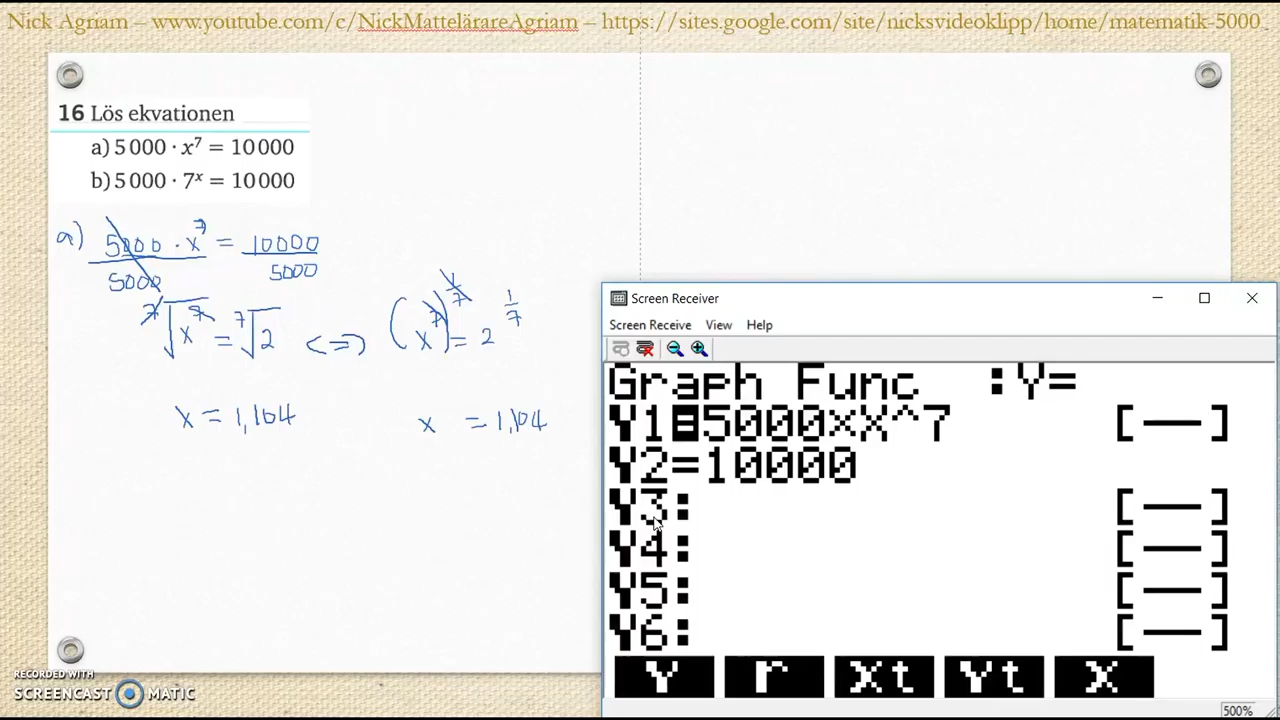 Nick Agriam – www.youtube.com/c/NickMattelärareAgriam – https://sites.google.com/site/nicksvideoklipp/home/matematik-5000
16 Lös ekvationen
a) 5 000 · x⁷ = 10 000
b) 5 000 · 7ˣ = 10 000
a) 5000 · x⁷ = 10000
5000 5000
⁷√x⁷ = ⁷√2 <=> (x⁷)^1/7 = 2^1/7
x = 1,104 x = 1,104
Screen Receiver
Screen Receiver View Help
Graph Func :Y=
Y1=5000×X^7 [—]
Y2=10000
Y3: [—]
Y4: [—]
Y5: [—]
Y6: [—]
Y r Xt Yt X
500%
RECORDED WITH
SCREENCAST MATIC